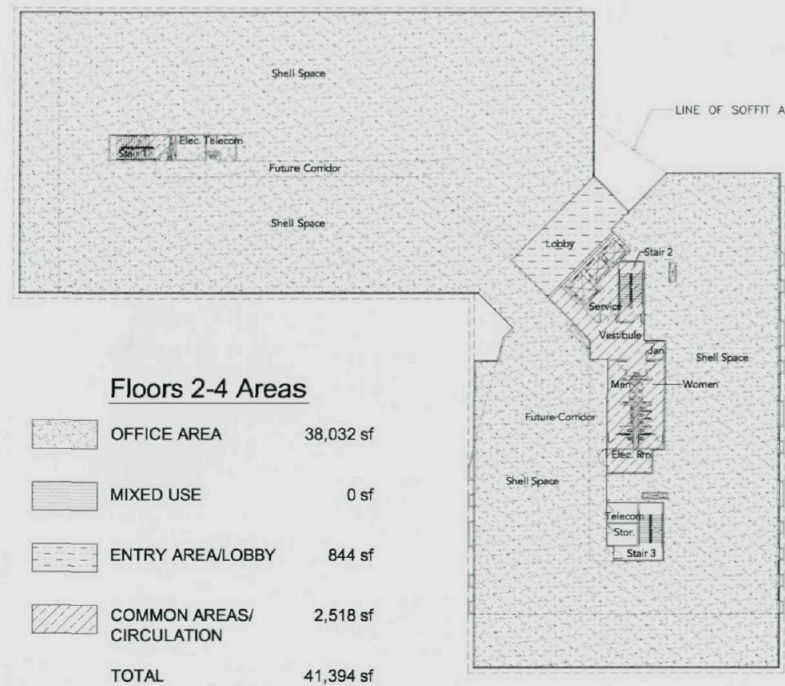 Shell Space
LINE OF SOFFIT A
Elec. Telecom
Stair 1
Future Corridor
Shell Space
Lobby
Stair 2
Service
Vestibule
Jan
Shell Space
Men
Women
Future Corridor
Elec. Rm
Shell Space
Telecom
Stor.
Stair 3
Floors 2-4 Areas
OFFICE AREA 38,032 sf
MIXED USE 0 sf
ENTRY AREA/LOBBY 844 sf
COMMON AREAS/ 2,518 sf
CIRCULATION
TOTAL 41,394 sf